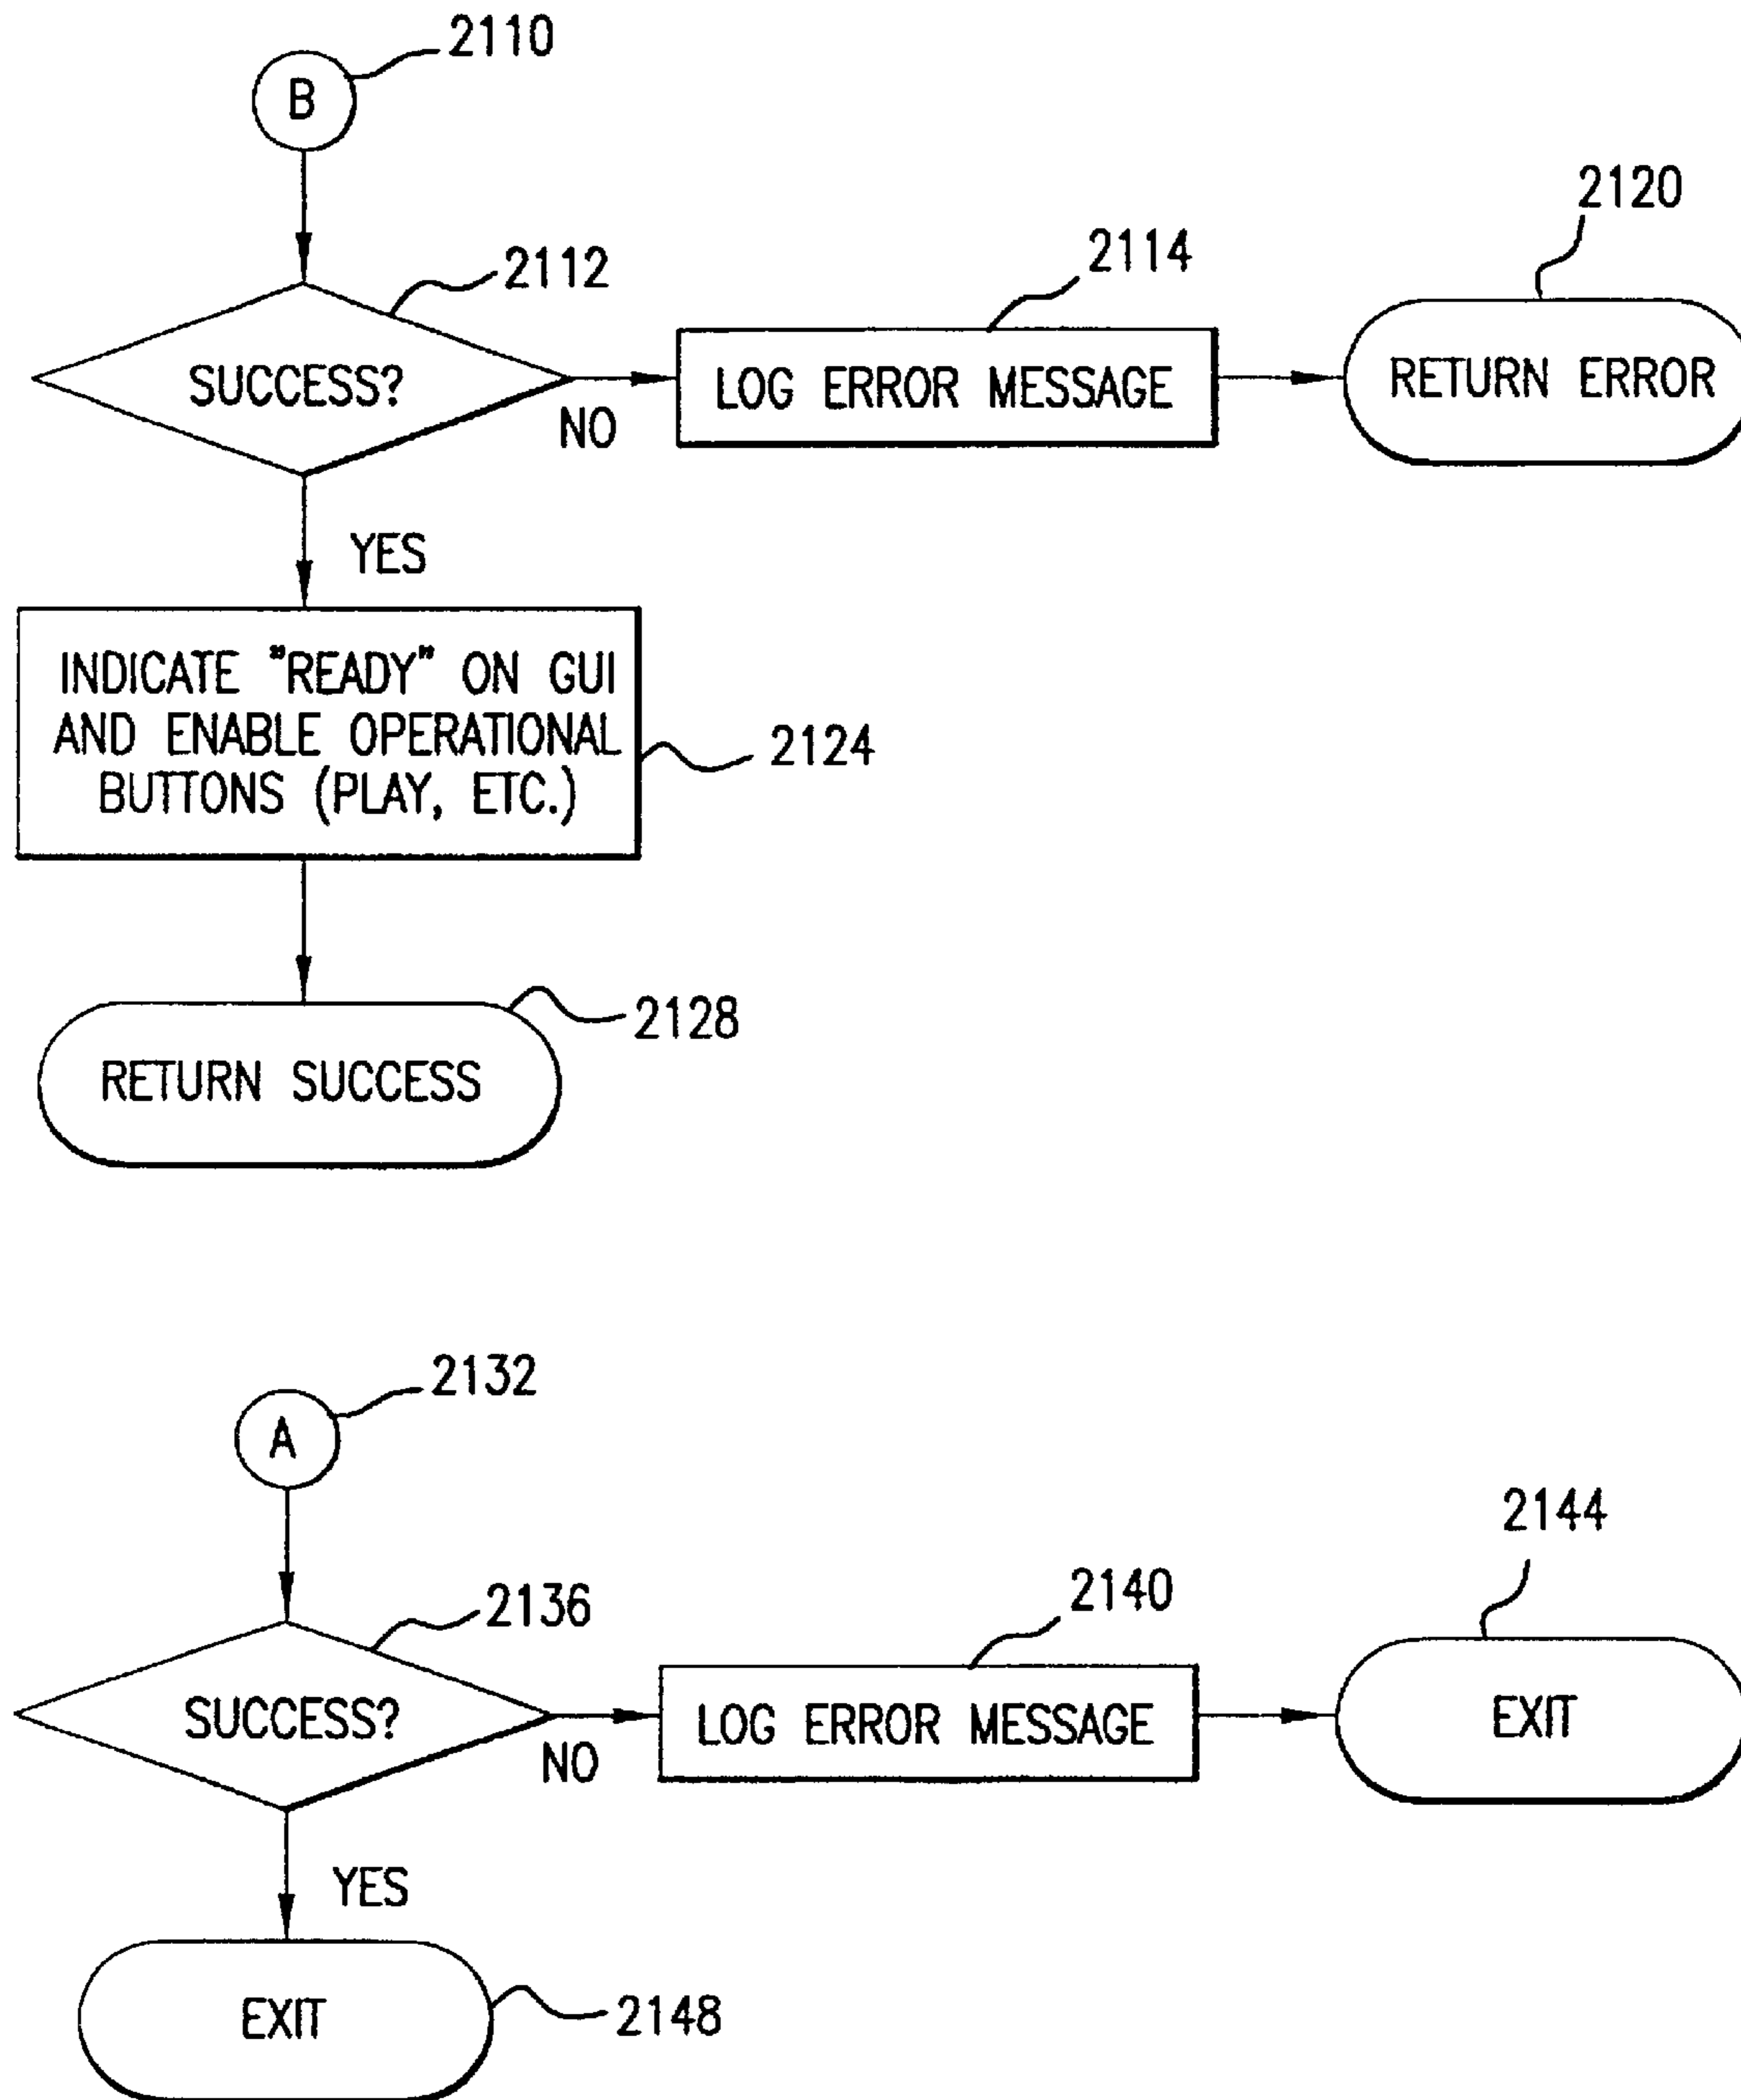 2110
B
2112
SUCCESS?
NO
2114
LOG ERROR MESSAGE
2120
RETURN ERROR
YES
INDICATE "READY" ON GUI
AND ENABLE OPERATIONAL
BUTTONS (PLAY, ETC.)
2124
2128
RETURN SUCCESS
2132
A
2136
SUCCESS?
NO
2140
LOG ERROR MESSAGE
2144
EXIT
YES
EXIT
2148